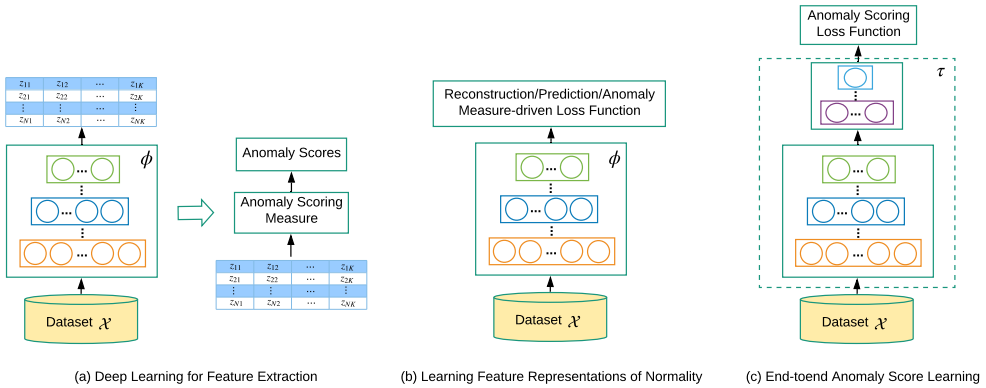 z11 z12 ... z1K
z21 z22 ... z2K
⋮ ⋮ ... ⋮
zN1 zN2 ... zNK
ϕ
...
⋮
...
⋮
...
Dataset 𝒳
Anomaly Scores
Anomaly Scoring
Measure
z11 z12 ... z1K
z21 z22 ... z2K
⋮ ⋮ ... ⋮
zN1 zN2 ... zNK
(a) Deep Learning for Feature Extraction
Reconstruction/Prediction/Anomaly
Measure-driven Loss Function
ϕ
...
⋮
...
⋮
...
Dataset 𝒳
(b) Learning Feature Representations of Normality
Anomaly Scoring
Loss Function
τ
⋮
...
...
⋮
...
⋮
...
Dataset 𝒳
(c) End-toend Anomaly Score Learning